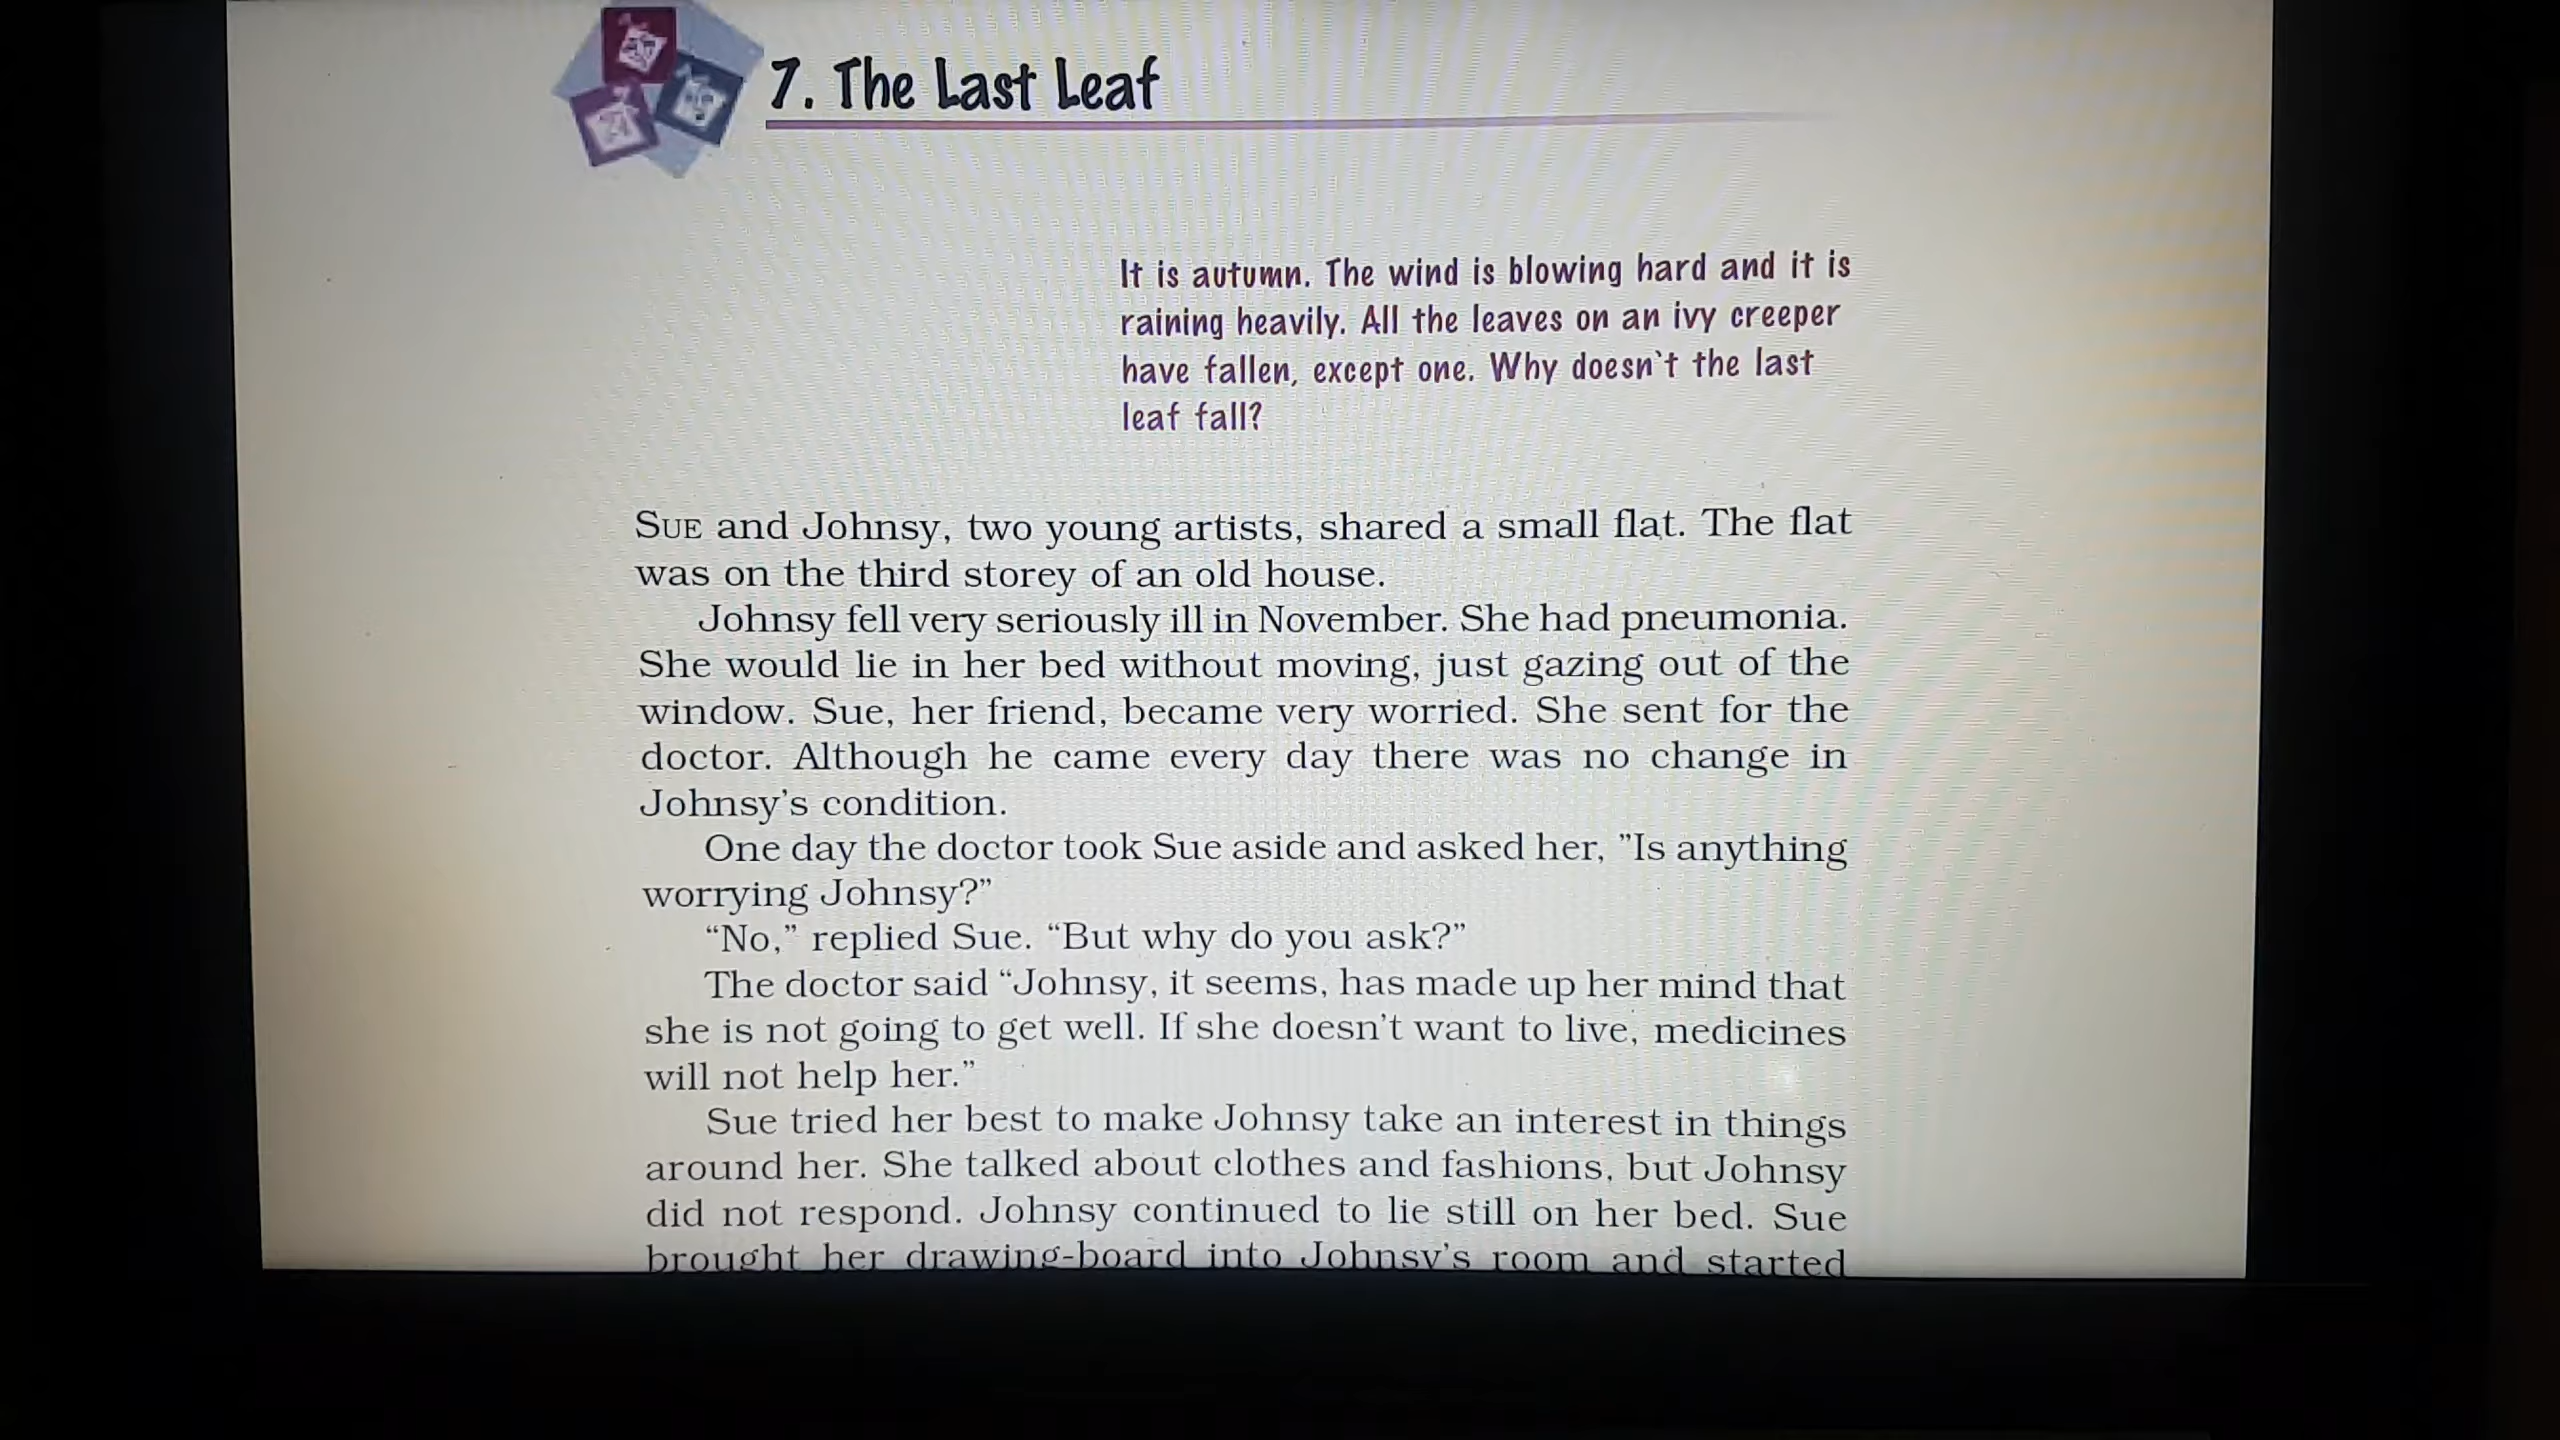 7. The Last Leaf
It is autumn. The wind is blowing hard and it is
raining heavily. All the leaves on an ivy creeper
have fallen, except one. Why doesn't the last
leaf fall?
SUE and Johnsy, two young artists, shared a small flat. The flat
was on the third storey of an old house.
Johnsy fell very seriously ill in November. She had pneumonia.
She would lie in her bed without moving, just gazing out of the
window. Sue, her friend, became very worried. She sent for the
doctor. Although he came every day there was no change in
Johnsy's condition.
One day the doctor took Sue aside and asked her, ”Is anything
worrying Johnsy?”
“No,” replied Sue. “But why do you ask?”
The doctor said “Johnsy, it seems, has made up her mind that
she is not going to get well. If she doesn't want to live, medicines
will not help her.”
Sue tried her best to make Johnsy take an interest in things
around her. She talked about clothes and fashions, but Johnsy
did not respond. Johnsy continued to lie still on her bed. Sue
brought her drawing-board into Johnsy's room and started